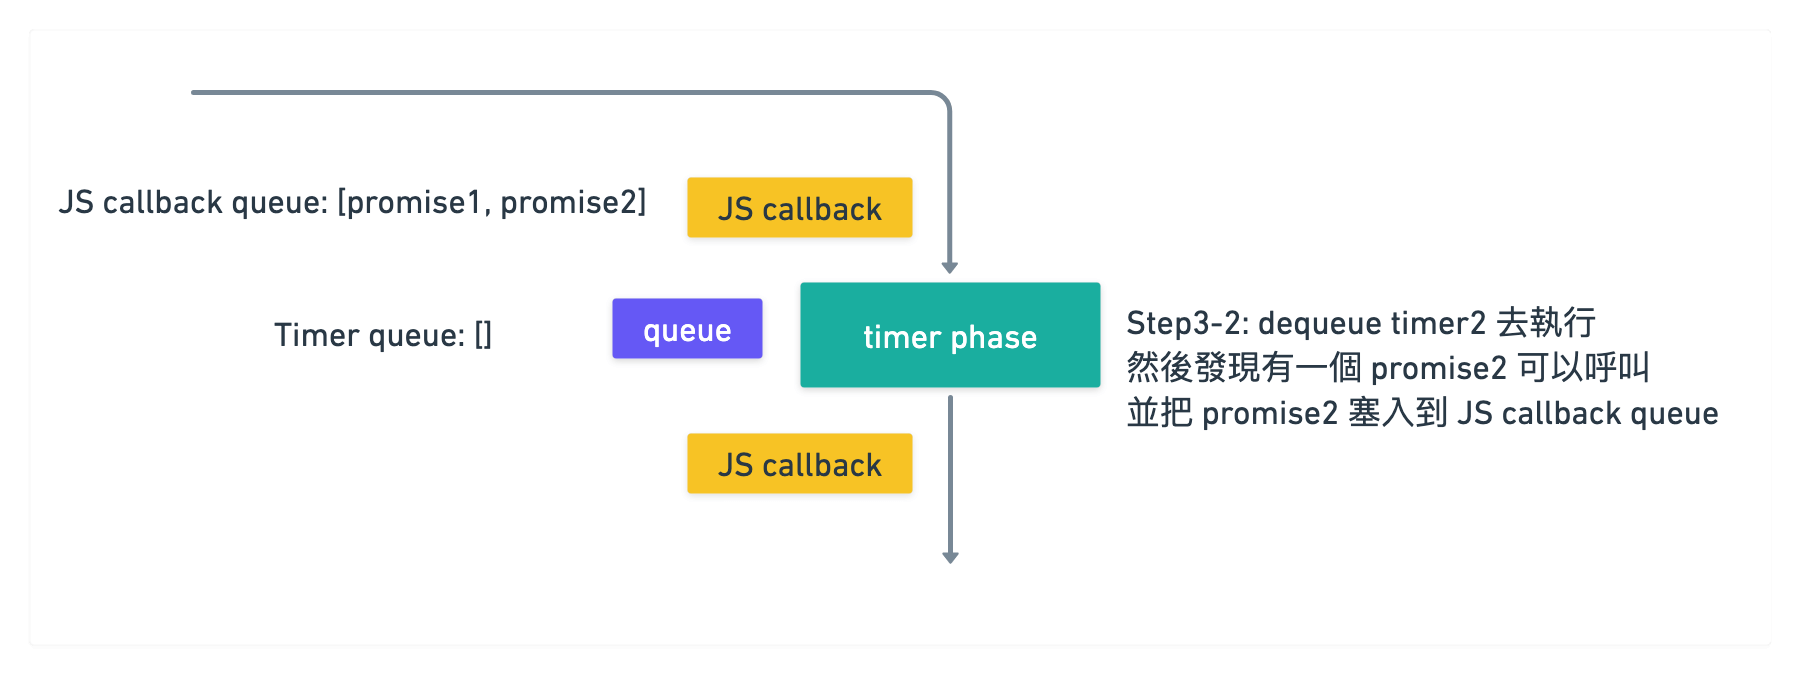 JS callback queue: [promise1, promise2]
JS callback
Timer queue: []
queue
timer phase
Step3-2: dequeue timer2 去執行
然後發現有一個 promise2 可以呼叫
並把 promise2 塞入到 JS callback queue
JS callback